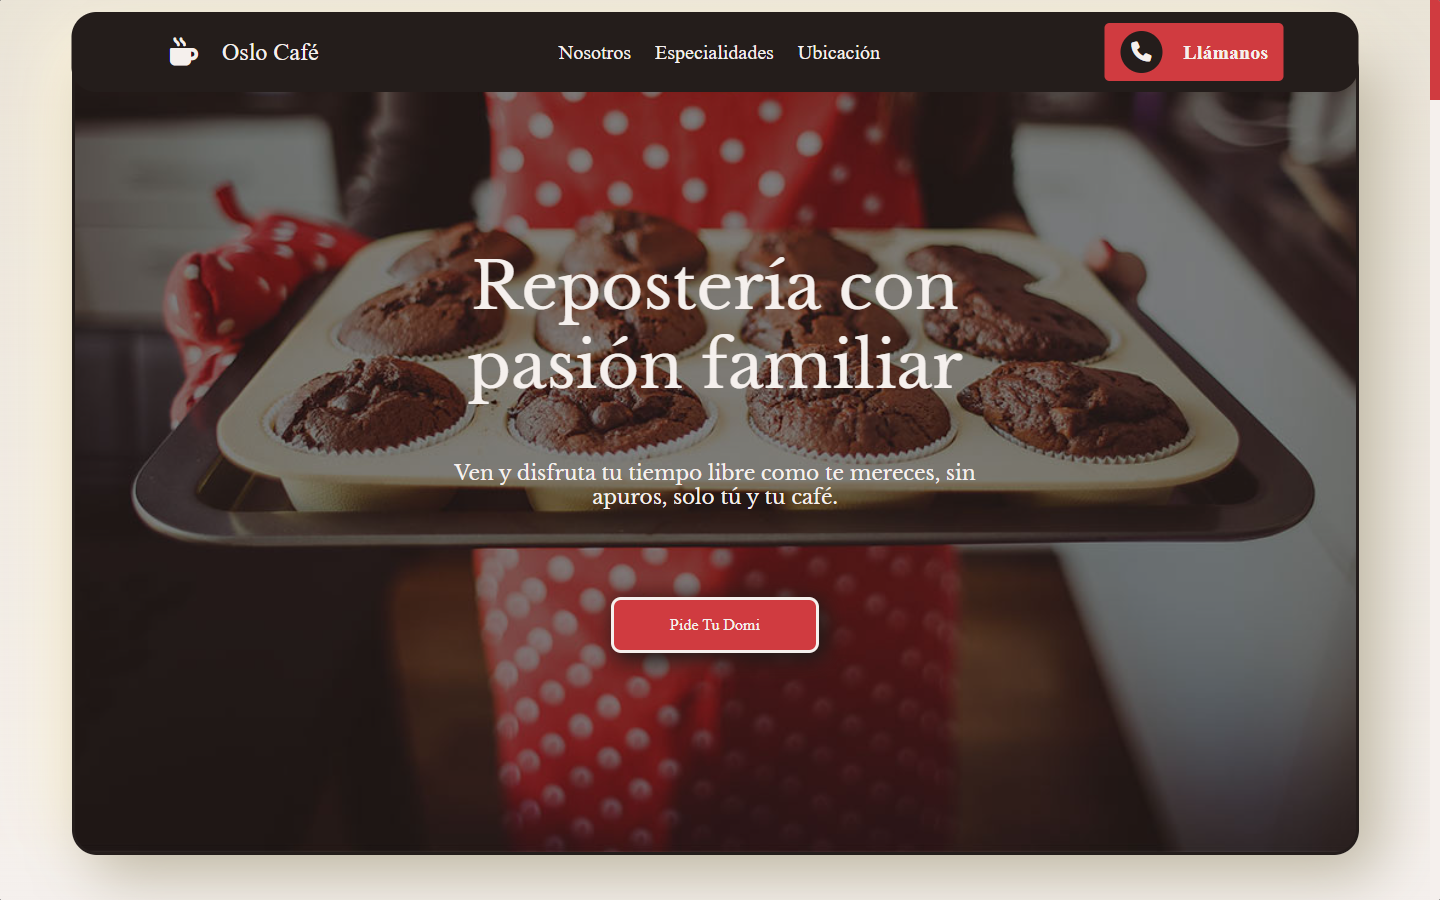 Oslo Café
Nosotros Especialidades Ubicación
Llámanos
Repostería con
pasión familiar
Ven y disfruta tu tiempo libre como te mereces, sin
apuros, solo tú y tu café.
Pide Tu Domi